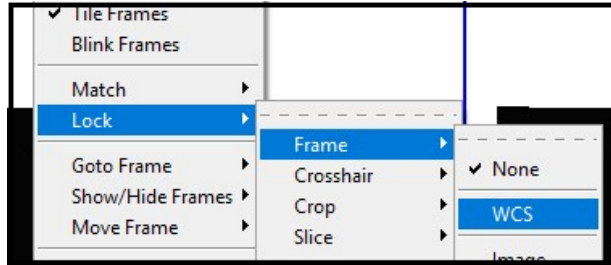 Tile Frames
Blink Frames
Match
Lock
Goto Frame
Show/Hide Frames
Move Frame
Frame
Crosshair
Crop
Slice
None
WCS
Image